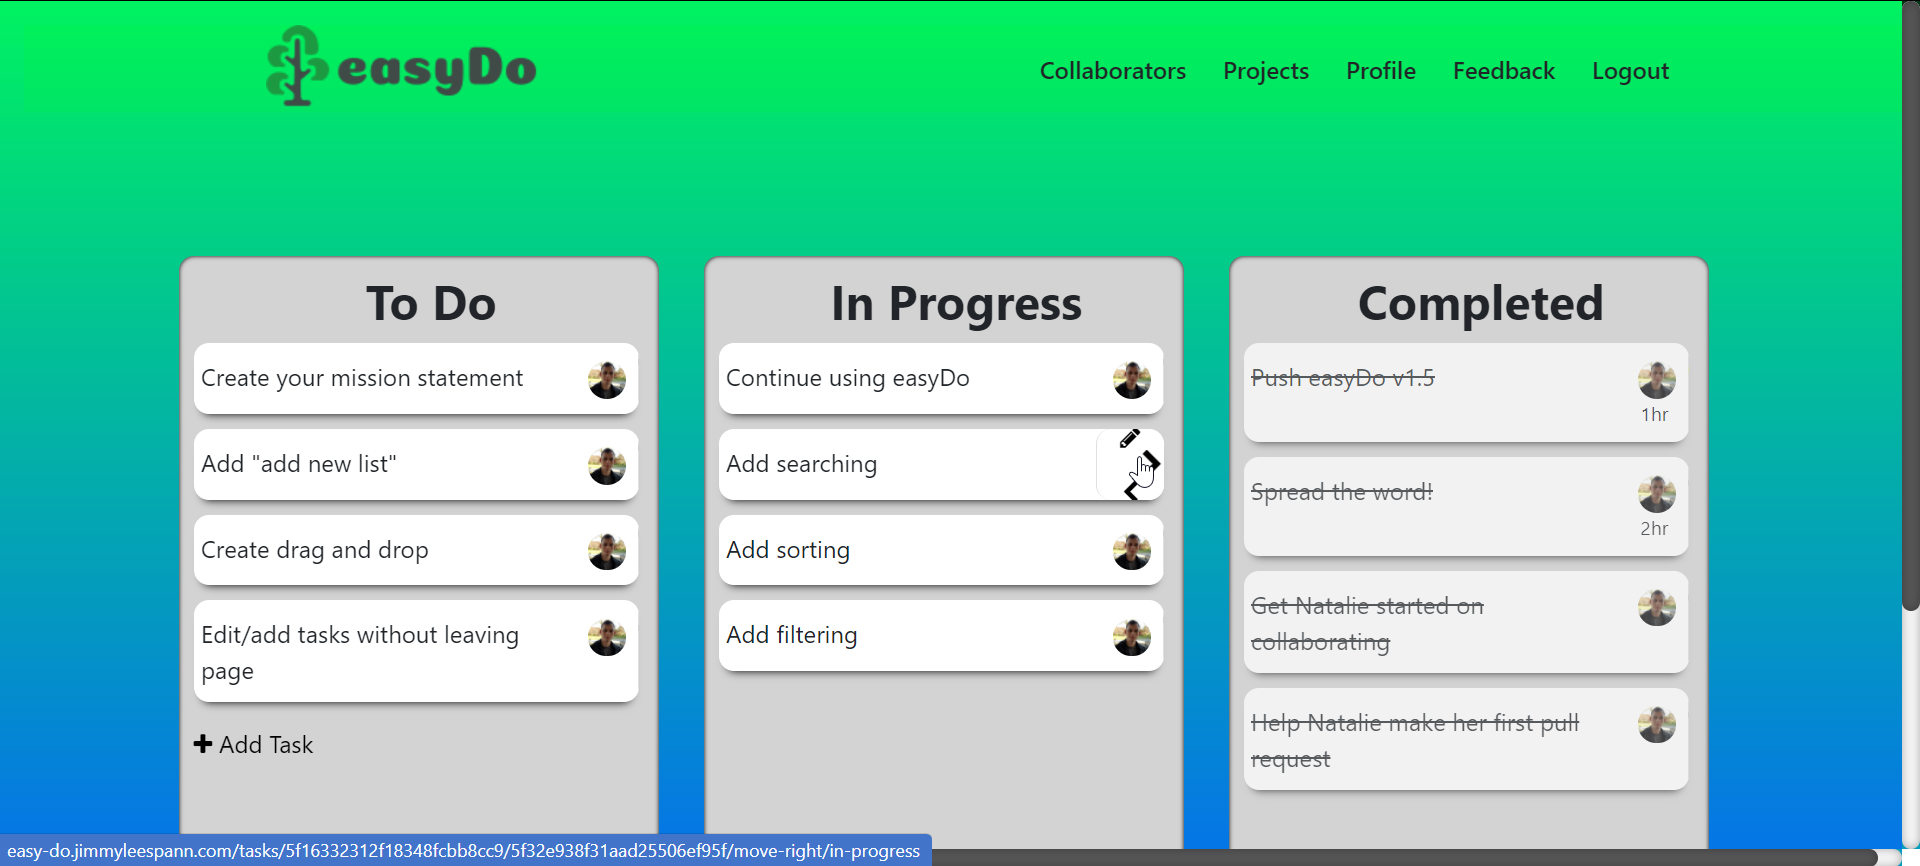 easyDo
Collaborators Projects Profile Feedback Logout
To Do
Create your mission statement
Add "add new list"
Create drag and drop
Edit/add tasks without leaving
page
Add Task
In Progress
Continue using easyDo
Add searching
Add sorting
Add filtering
Completed
Push easyDo v1.5
1hr
Spread the word!
2hr
Get Natalie started on
collaborating
Help Natalie make her first pull
request
easy-do.jimmyleespann.com/tasks/5f16332312f18348fcbb8cc9/5f32e938f31aad25506ef95f/move-right/in-progress